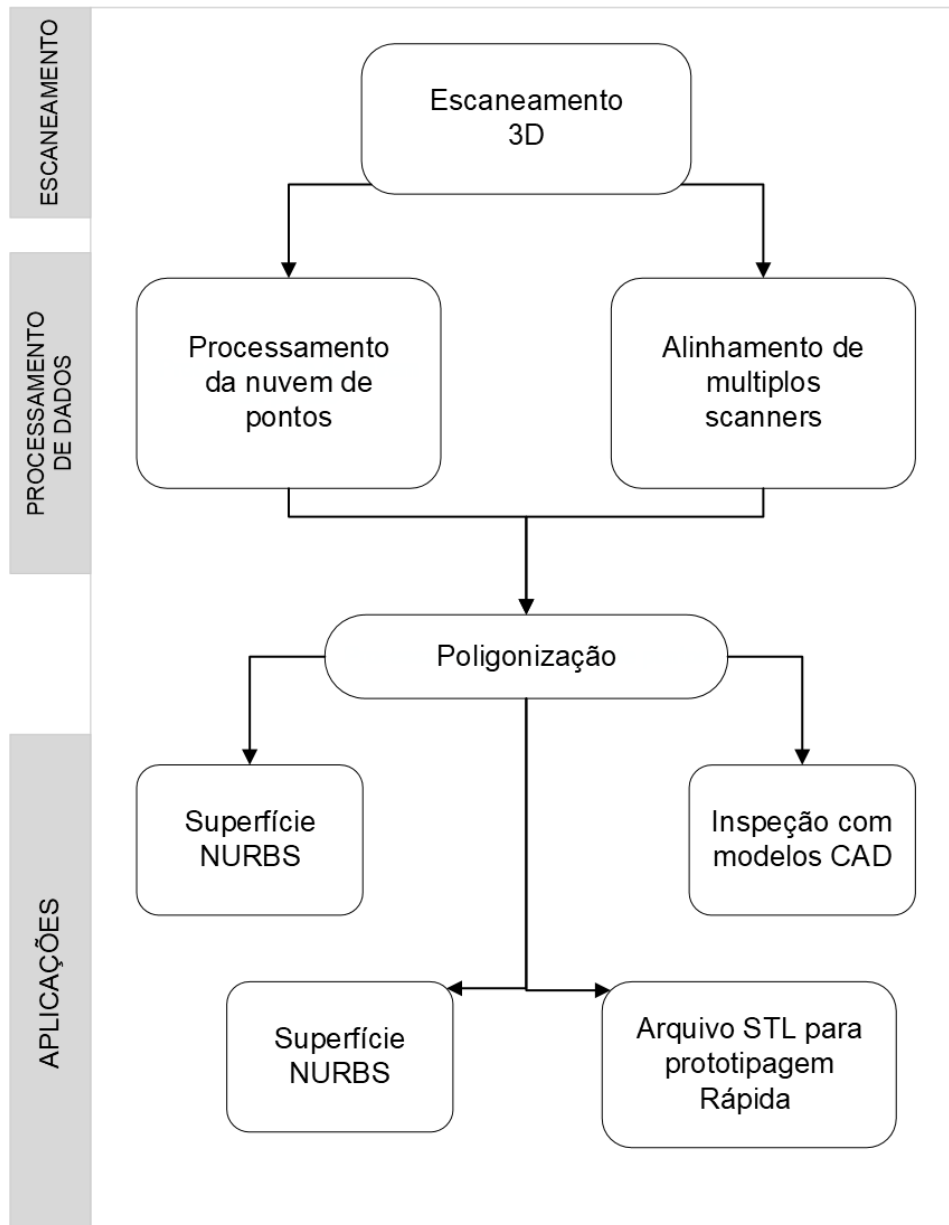 ESCANEAMENTO
Escaneamento
3D
PROCESSAMENTO
DE DADOS
Processamento
da nuvem de
pontos
Alinhamento de
multiplos
scanners
Poligonização
APLICAÇÕES
Superfície
NURBS
Inspeção com
modelos CAD
Superfície
NURBS
Arquivo STL para
prototipagem
Rápida